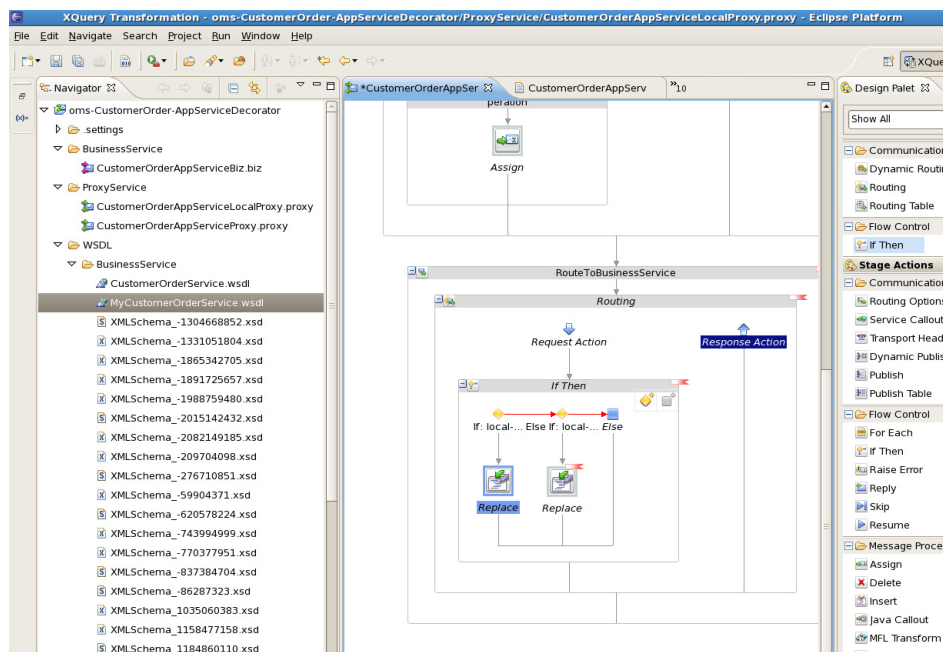 XQuery Transformation - oms-CustomerOrder-AppServiceDecorator/ProxyService/CustomerOrderAppServiceLocalProxy.proxy - Eclipse Platform
File Edit Navigate Search Project Run Window Help
XQue
Navigator
*CustomerOrderAppSer
CustomerOrderAppServ
»10
Design Palet
oms-CustomerOrder-AppServiceDecorator
.settings
BusinessService
CustomerOrderAppServiceBiz.biz
ProxyService
CustomerOrderAppServiceLocalProxy.proxy
CustomerOrderAppServiceProxy.proxy
WSDL
BusinessService
CustomerOrderService.wsdl
MyCustomerOrderService.wsdl
XMLSchema_-1304668852.xsd
XMLSchema_-1331051804.xsd
XMLSchema_-1865342705.xsd
XMLSchema_-1891725657.xsd
XMLSchema_-1988759480.xsd
XMLSchema_-2015142432.xsd
XMLSchema_-2082149185.xsd
XMLSchema_-209704098.xsd
XMLSchema_-276710851.xsd
XMLSchema_-59904371.xsd
XMLSchema_-620578224.xsd
XMLSchema_-743994999.xsd
XMLSchema_-770377951.xsd
XMLSchema_-837384704.xsd
XMLSchema_-86287323.xsd
XMLSchema_1035060383.xsd
XMLSchema_1158477158.xsd
XMLSchema_1184860110.xsd
peration
Assign
RouteToBusinessService
Routing
Request Action
Response Action
If Then
If: local-... Else If: local-... Else
Replace
Replace
Show All
Communication
Dynamic Routi
Routing
Routing Table
Flow Control
If Then
Stage Actions
Communication
Routing Options
Service Callout
Transport Head
Dynamic Publis
Publish
Publish Table
Flow Control
For Each
If Then
Raise Error
Reply
Skip
Resume
Message Proce
Assign
Delete
Insert
Java Callout
MFL Transform